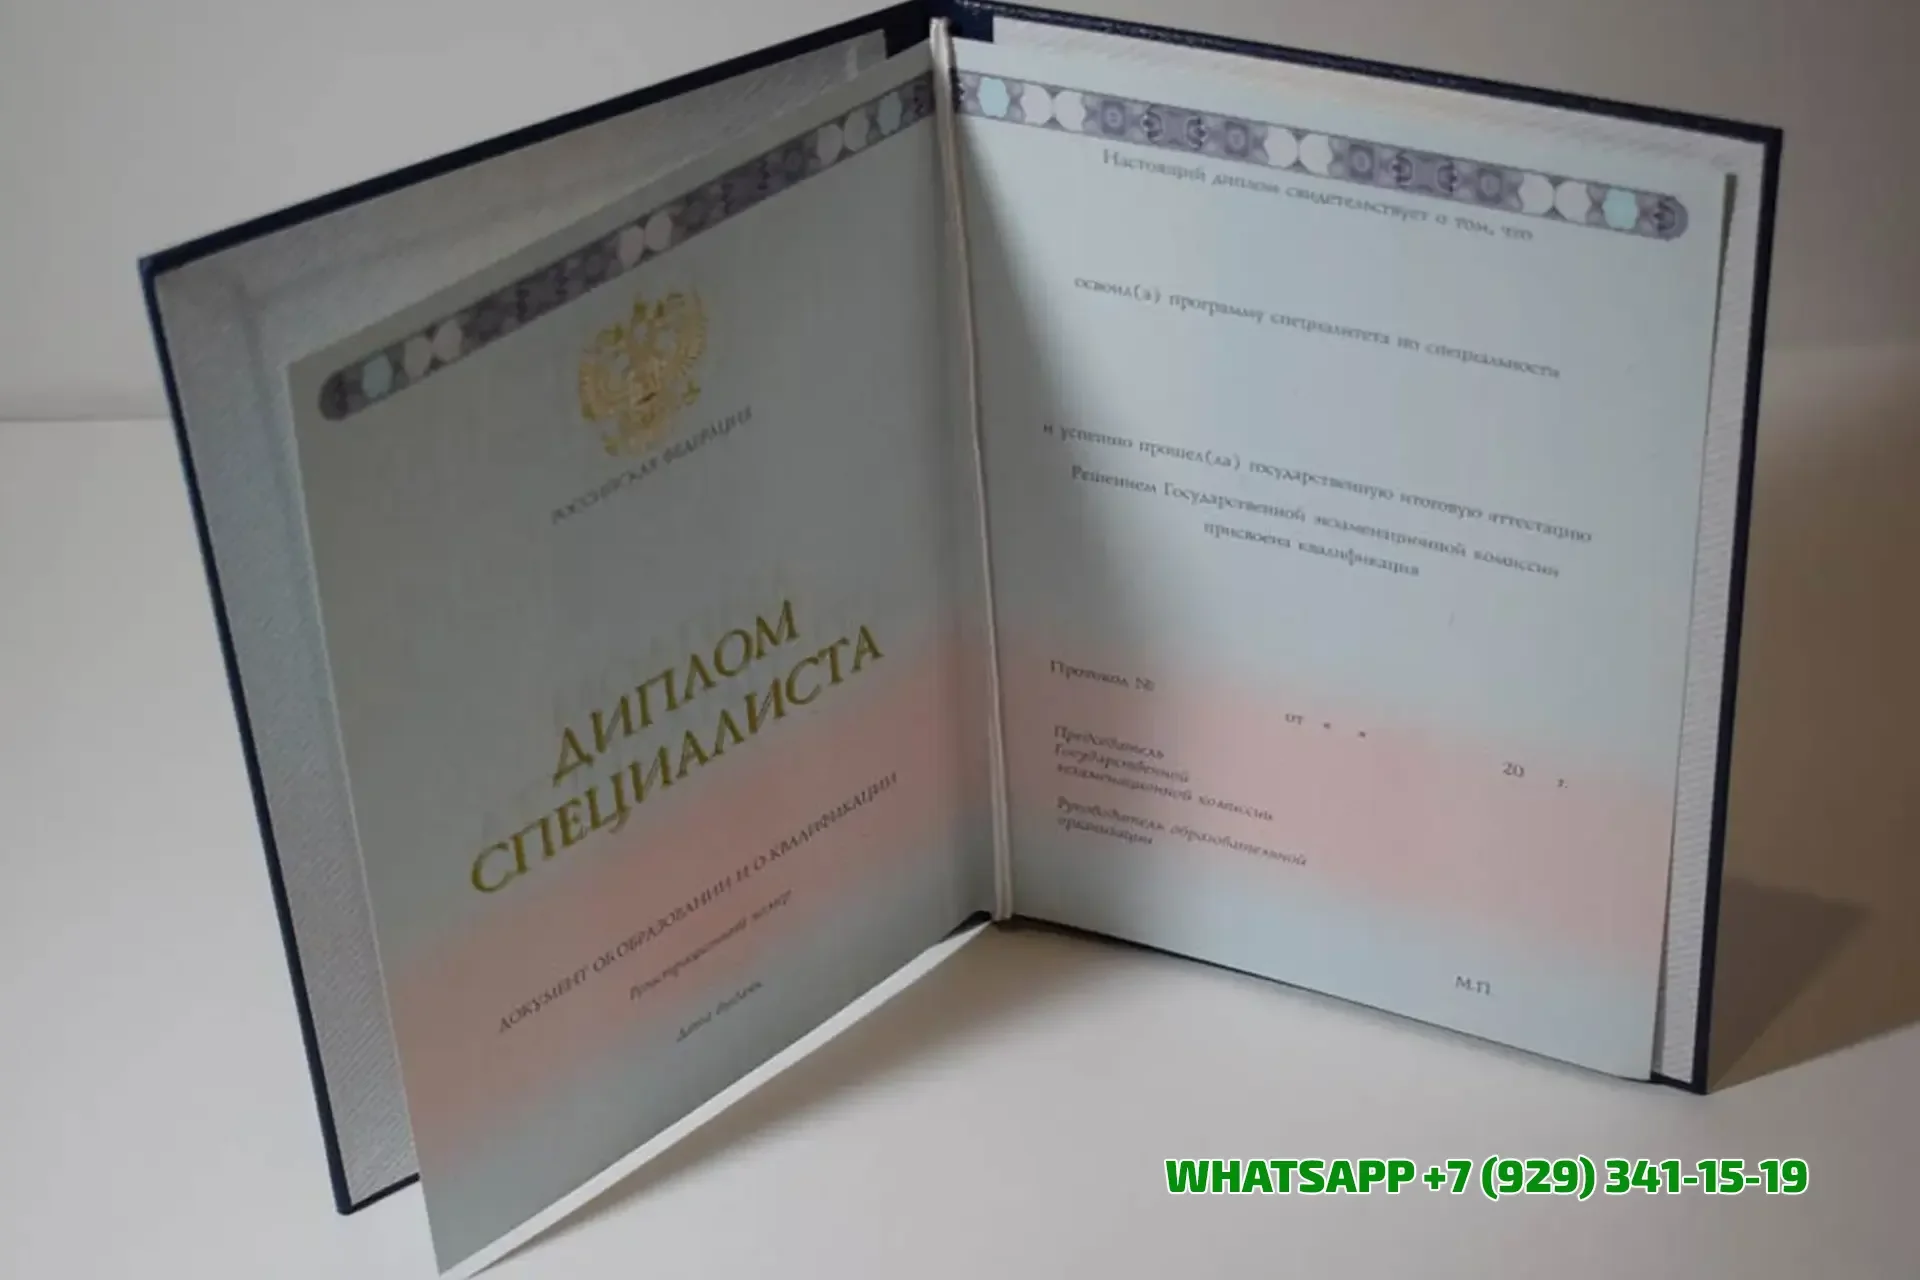 РОССИЙСКАЯ ФЕДЕРАЦИЯ
ДИПЛОМ
СПЕЦИАЛИСТА
ДОКУМЕНТ ОБ ОБРАЗОВАНИИ И О КВАЛИФИКАЦИИ
Регистрационный номер
Дата выдачи
Настоящий диплом свидетельствует о том, что
освоил(а) программу специалитета по специальности
и успешно прошел(ла) государственную итоговую аттестацию
Решением Государственной экзаменационной комиссии
присвоена квалификация
Протокол №
от « » 20 г.
Председатель
Государственной
экзаменационной комиссии
Руководитель образовательной
организации
М.П.
WHATSAPP +7 (929) 341-15-19